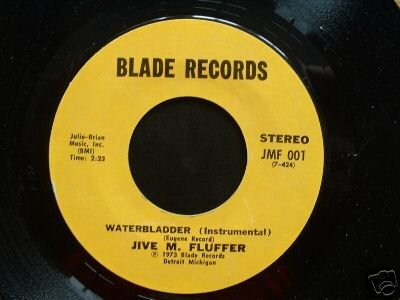 BLADE RECORDS
Julio-Brian
Music, Inc.
(BMI)
Time: 2:23
STEREO
JMF 001
(7-424)
WATERBLADDER (Instrumental)
(Eugene Record)
JIVE M. FLUFFER
℗ 1973 Blade Records
Detroit Michigan